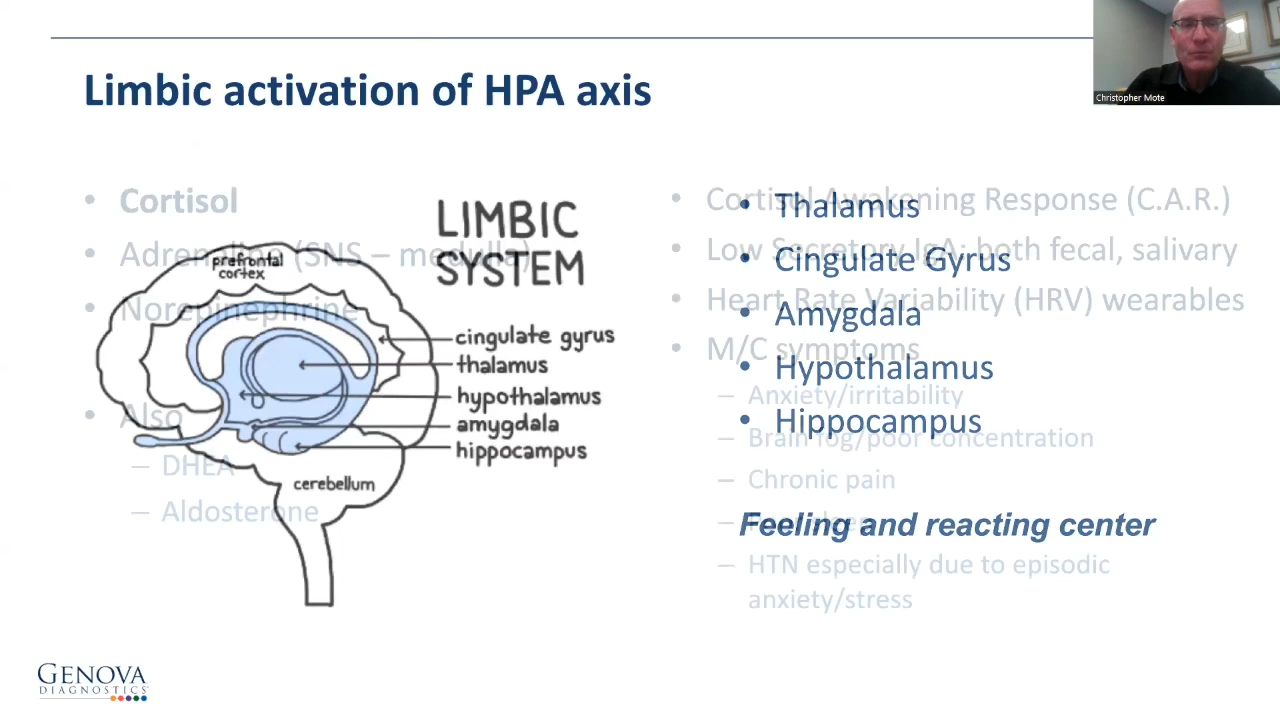 Limbic activation of HPA axis
Christopher Mote
• Cortisol
• Adrenaline (SNS – medulla)
• Norepinephrine
• Also
– DHEA
– Aldosterone
LIMBIC
SYSTEM
prefrontal
cortex
cingulate gyrus
thalamus
hypothalamus
amygdala
hippocampus
cerebellum
• Cortisol Awakening Response (C.A.R.)
• Low Secretory IgA: both fecal, salivary
• Heart Rate Variability (HRV) wearables
• M/C symptoms
– Anxiety/irritability
– Brain fog/poor concentration
– Chronic pain
– HTN especially due to episodic
anxiety/stress
• Thalamus
• Cingulate Gyrus
• Amygdala
• Hypothalamus
• Hippocampus
Feeling and reacting center
GENOVA
DIAGNOSTICS